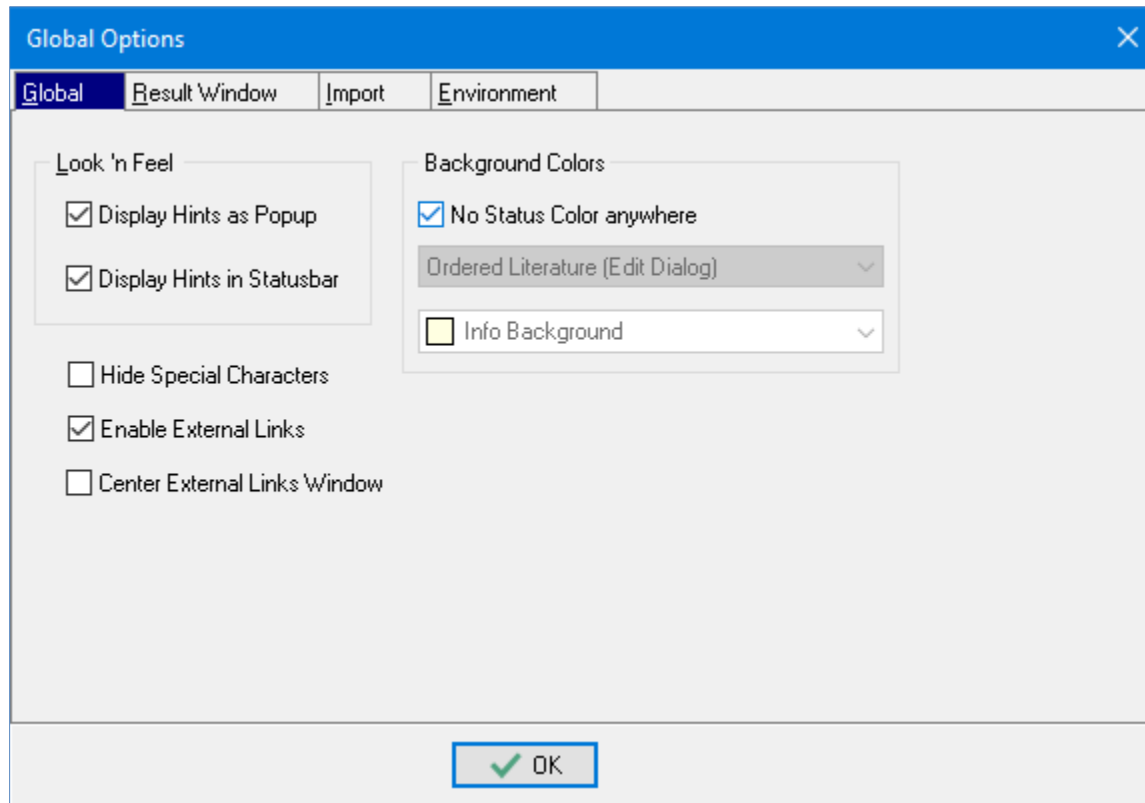 Global Options
Global Result Window Import Environment
Look 'n Feel
Display Hints as Popup
Display Hints in Statusbar
Hide Special Characters
Enable External Links
Center External Links Window
Background Colors
No Status Color anywhere
Ordered Literature (Edit Dialog)
Info Background
OK